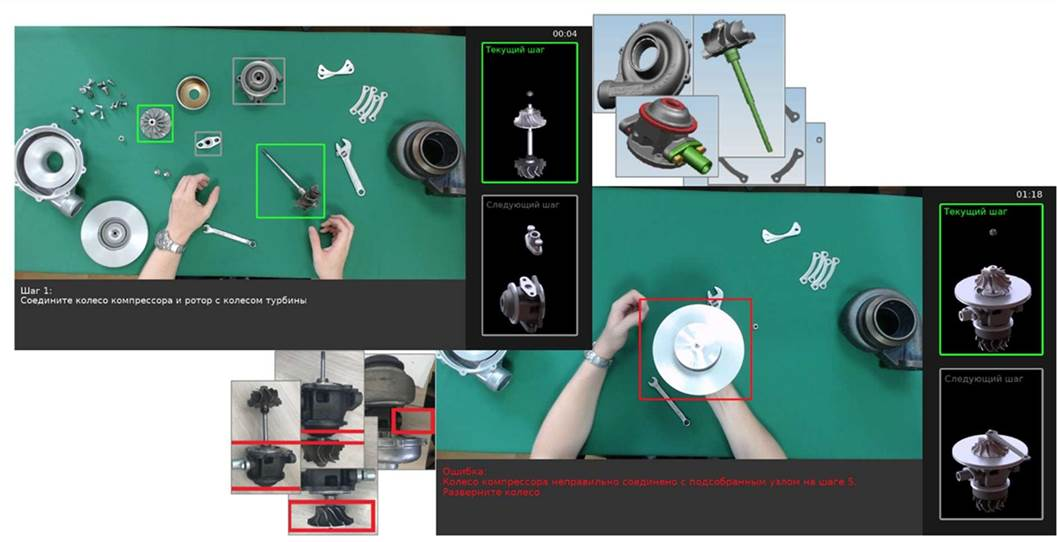 00:04
Текущий шаг
Следующий шаг
Шаг 1:
Соедините колесо компрессора и ротор с колесом турбины
01:18
Текущий шаг
Следующий шаг
Ошибка:
Колесо компрессора неправильно соединено с подсобранным узлом на шаге 5.
Разверните колесо